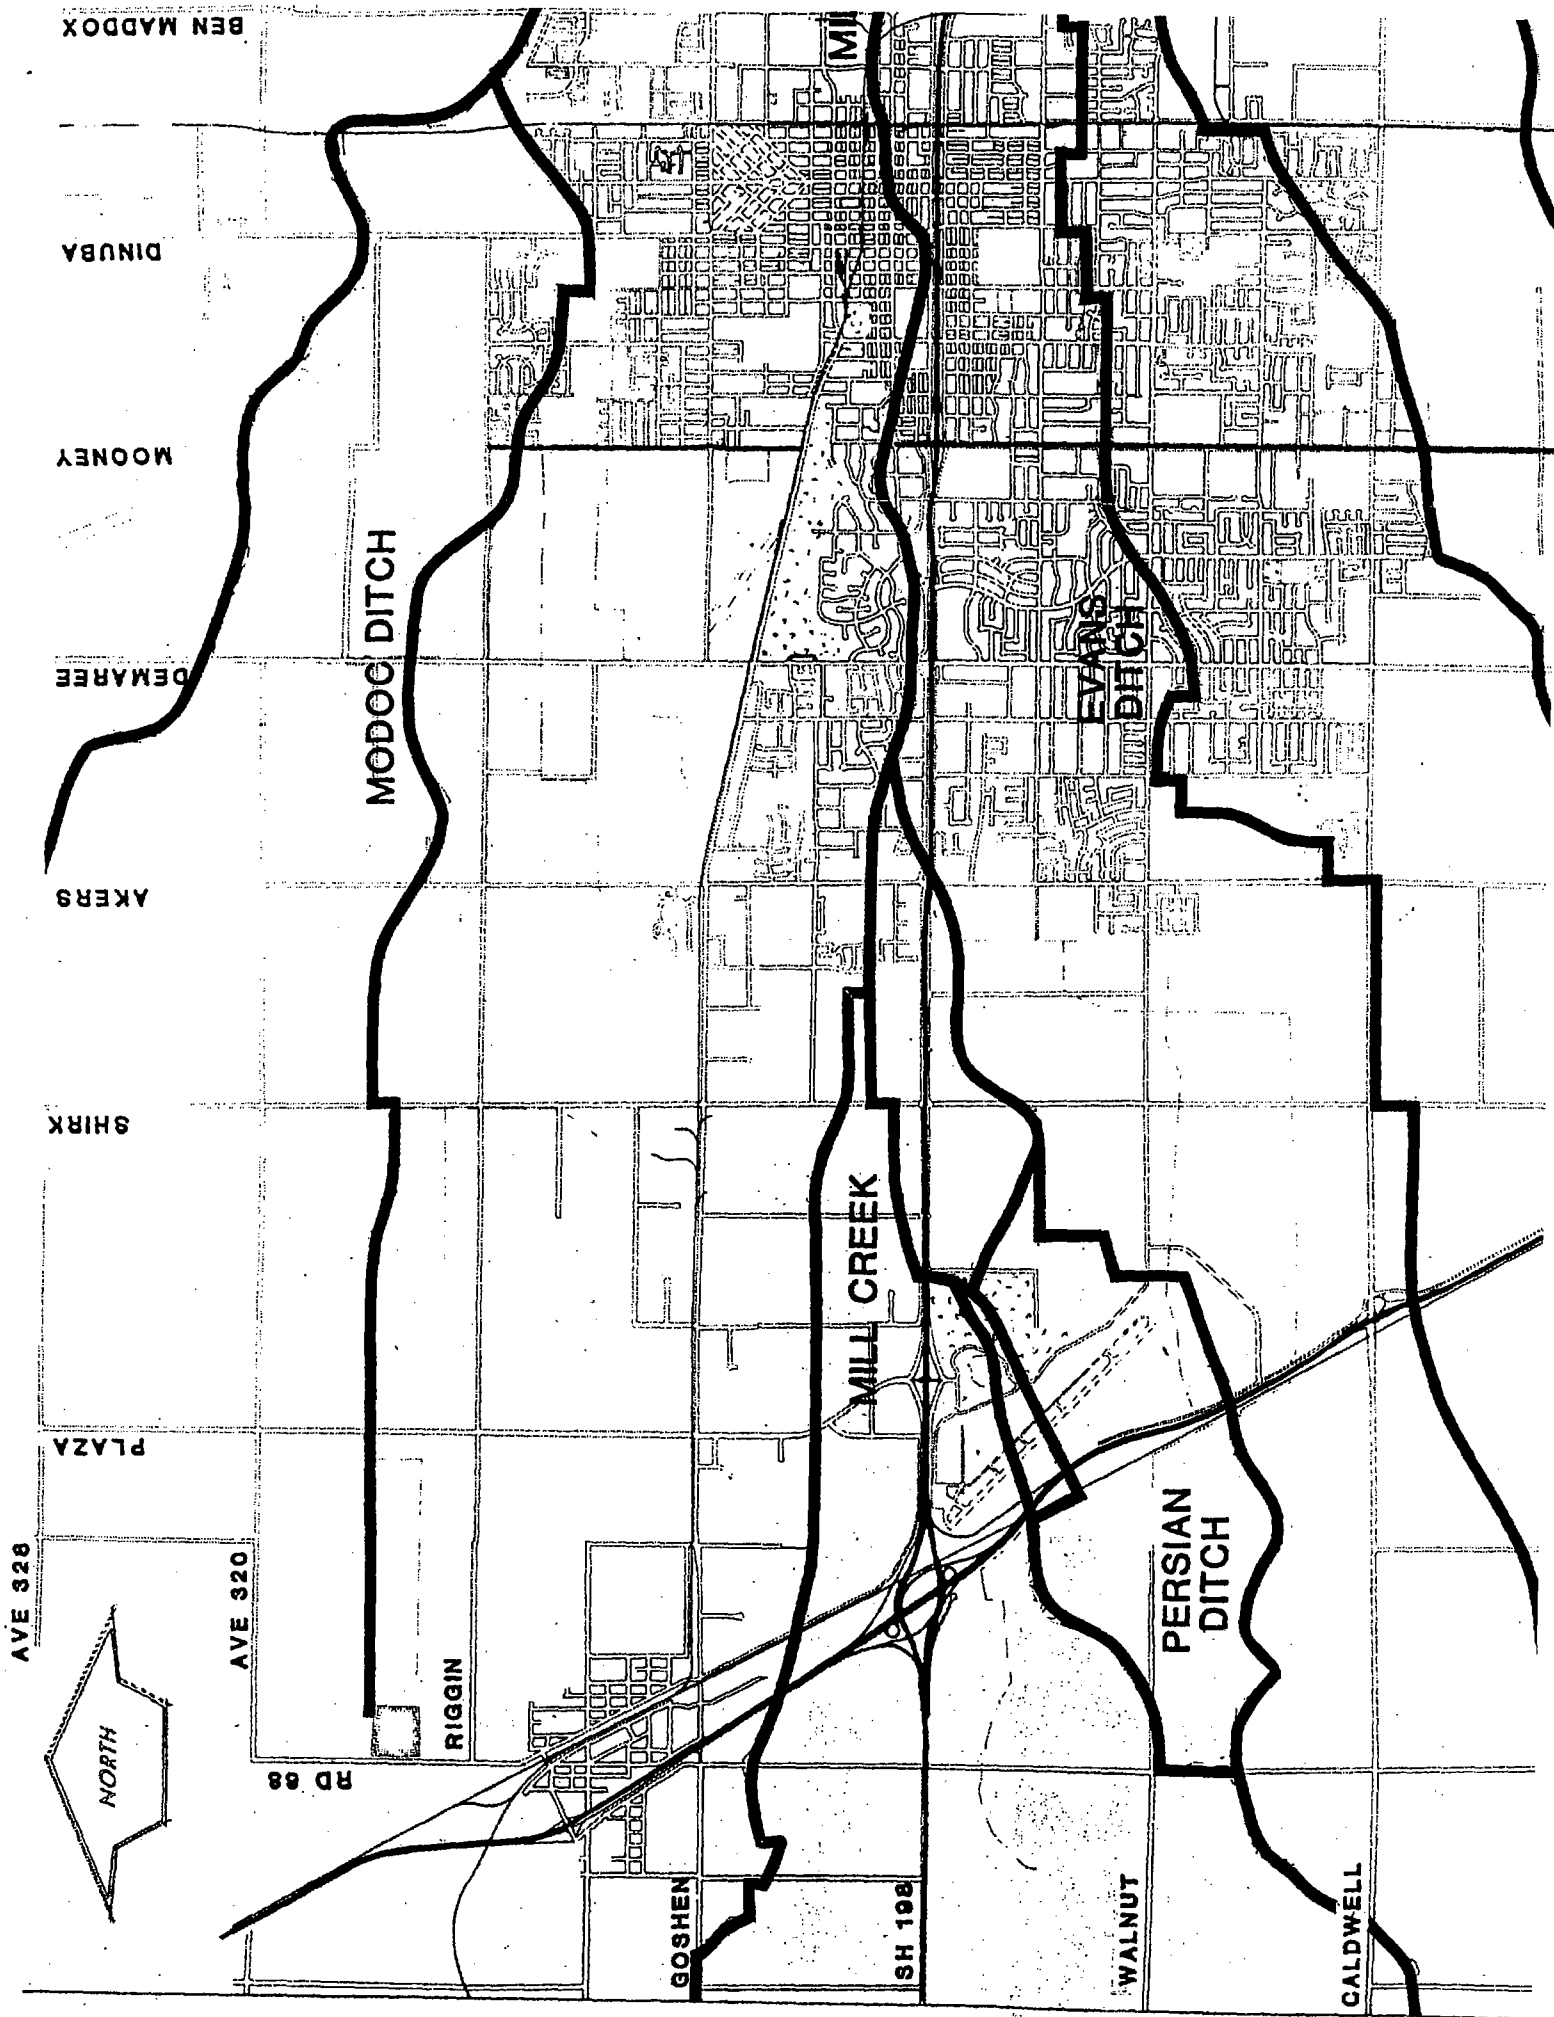 BEN MADDOX
DINUBA
MOONEY
DEMAREE
AKERS
SHIRK
PLAZA
AVE 328
AVE 320
RD 68
RIGGIN
GOSHEN
SH 198
WALNUT
CALDWELL
NORTH
MODOC DITCH
MILL CREEK
MIL
EVANS
DITCH
PERSIAN
DITCH